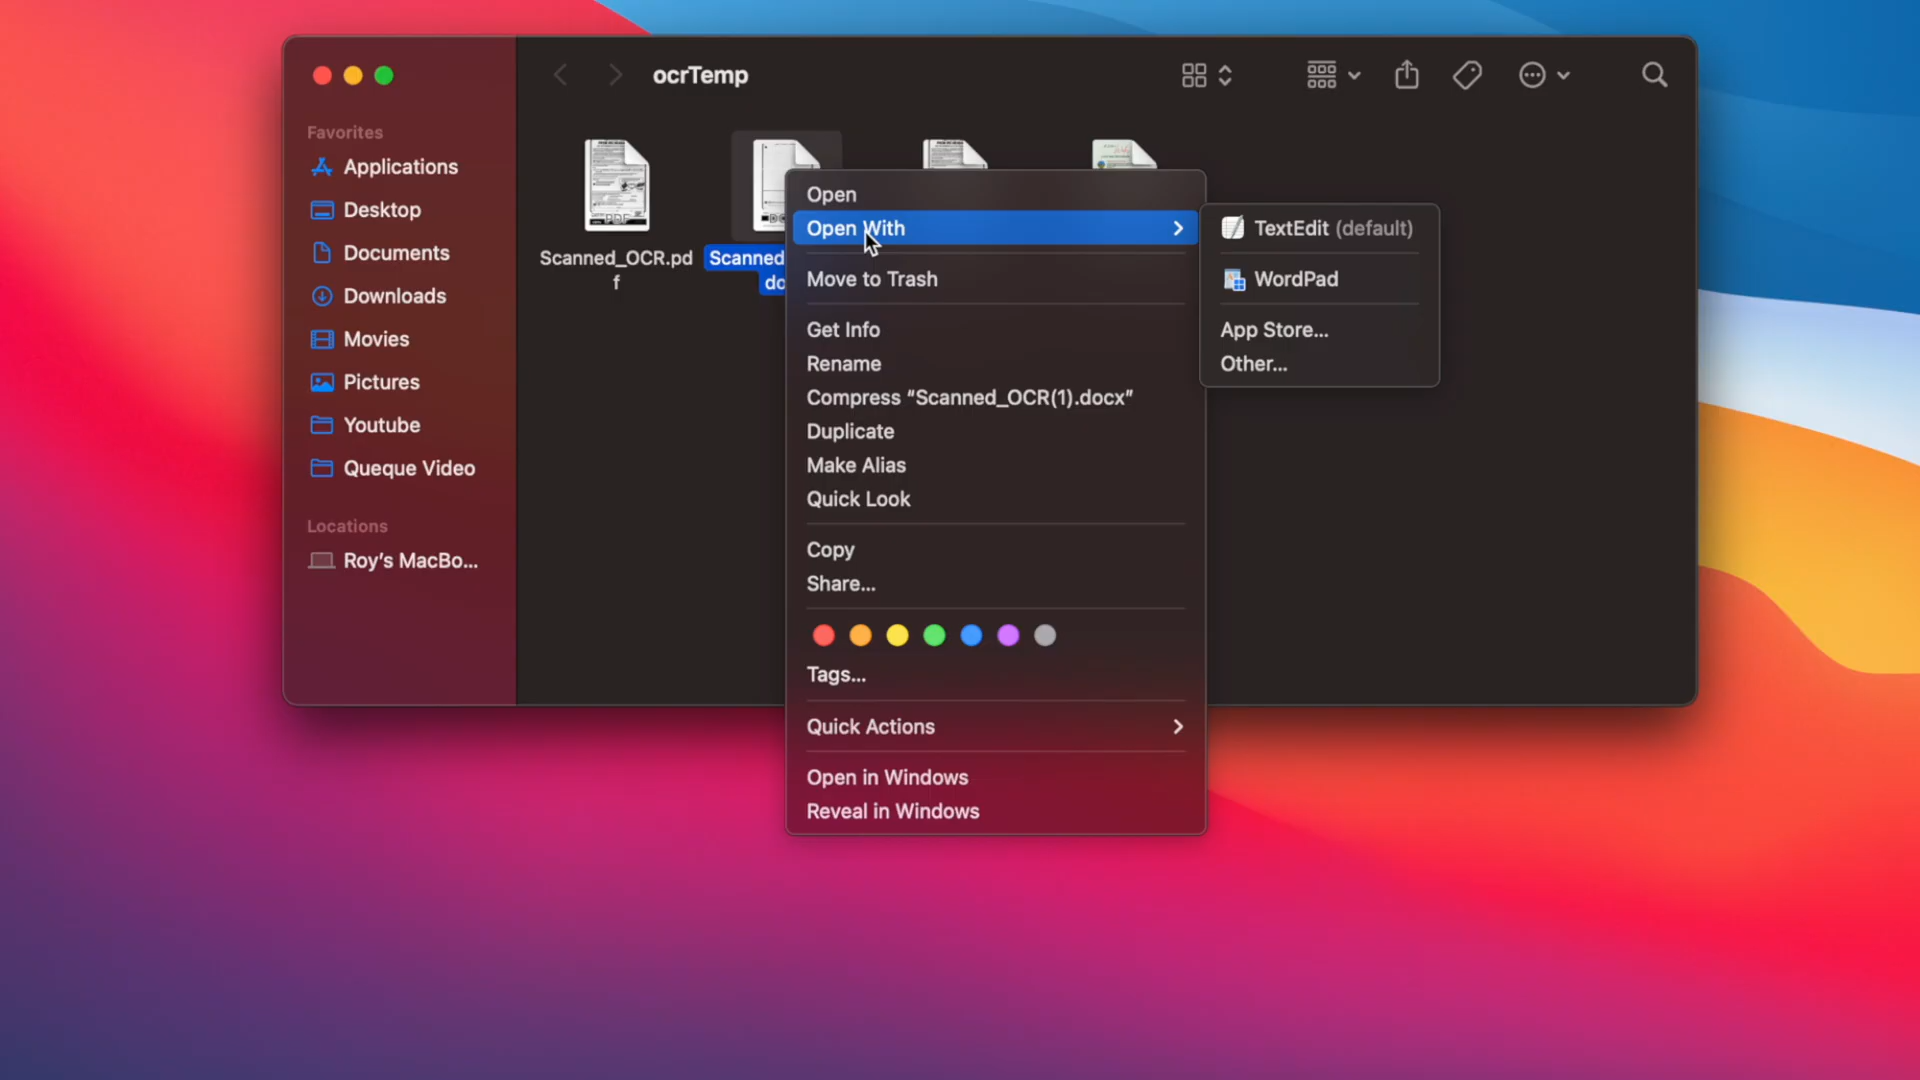 ocrTemp
Favorites
Applications
Desktop
Documents
Downloads
Movies
Pictures
Youtube
Queque Video
Locations
Roy's MacBo...
Scanned_OCR.pd
f
Scanned
do
Open
Open With
Move to Trash
Get Info
Rename
Compress “Scanned_OCR(1).docx”
Duplicate
Make Alias
Quick Look
Copy
Share...
Tags...
Quick Actions
Open in Windows
Reveal in Windows
TextEdit (default)
WordPad
App Store...
Other...